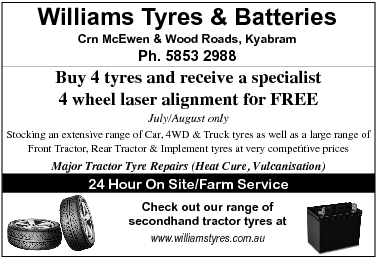 Williams Tyres & Batteries
Crn McEwen & Wood Roads, Kyabram
Ph. 5853 2988
Buy 4 tyres and receive a specialist
4 wheel laser alignment for FREE
July/August only
Stocking an extensive range of Car, 4WD & Truck tyres as well as a large range of
Front Tractor, Rear Tractor & Implement tyres at very competitive prices
Major Tractor Tyre Repairs (Heat Cure, Vulcanisation)
24 Hour On Site/Farm Service
Check out our range of
secondhand tractor tyres at
www.williamstyres.com.au